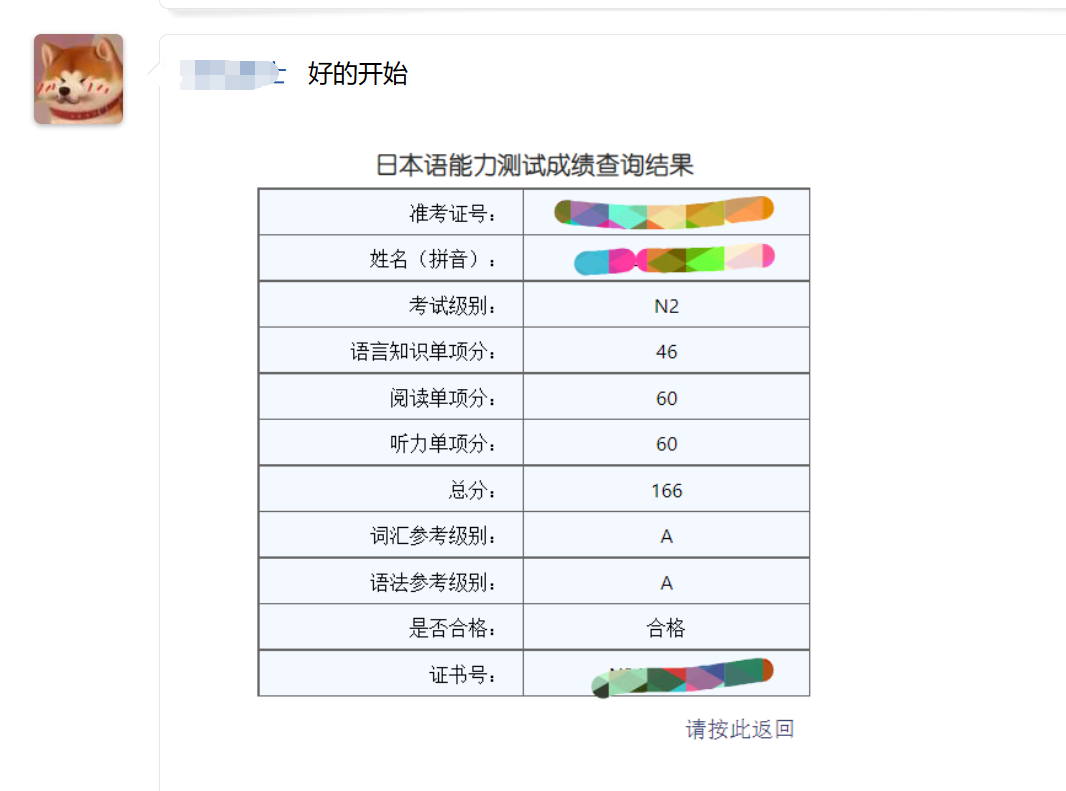 好的开始
日本语能力测试成绩查询结果
准考证号：
姓名（拼音）：
考试级别： N2
语言知识单项分： 46
阅读单项分： 60
听力单项分： 60
总分： 166
词汇参考级别： A
语法参考级别： A
是否合格： 合格
证书号：
请按此返回